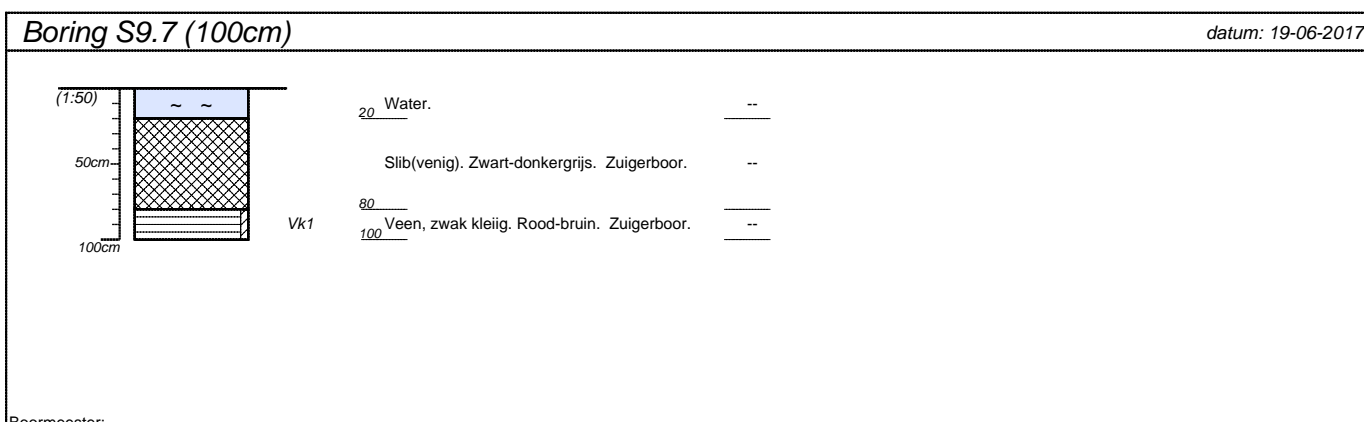 Boring S9.7 (100cm) datum: 19-06-2017
(1:50)
~ ~
20 Water. --
50cm Slib(venig). Zwart-donkergrijs. Zuigerboor. --
80
Vk1 100 Veen, zwak kleiig. Rood-bruin. Zuigerboor. --
100cm
Boormeester: